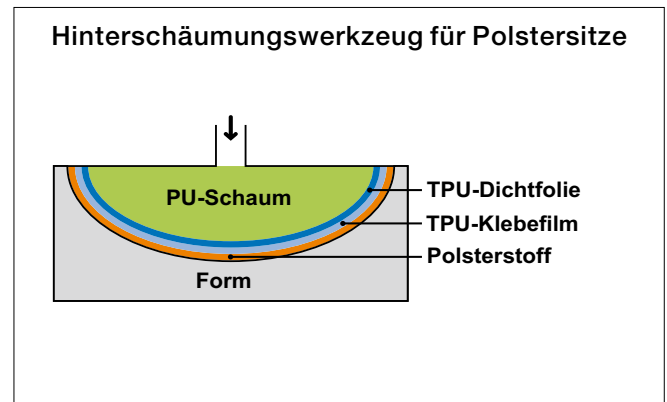 Hinterschäumungswerkzeug für Polstersitze
PU-Schaum
TPU-Dichtfolie
TPU-Klebefilm
Polsterstoff
Form